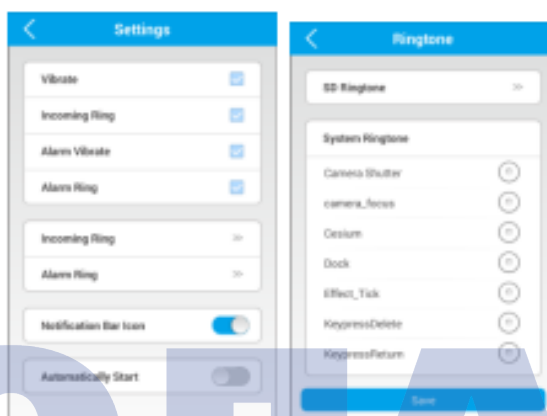 Settings
Vibrate
Incoming Ring
Alarm Vibrate
Alarm Ring
Incoming Ring
Alarm Ring
Notification Bar Icon
Automatically Start
Ringtone
SD Ringtone
System Ringtone
Camera Shutter
camera_focus
Cesium
Dock
Effect_Tick
KeypressDelete
KeypressReturn
Save